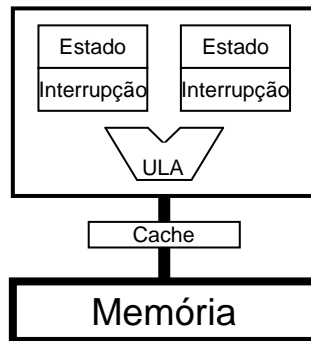 Estado
Estado
Interrupção
Interrupção
ULA
Cache
Memória